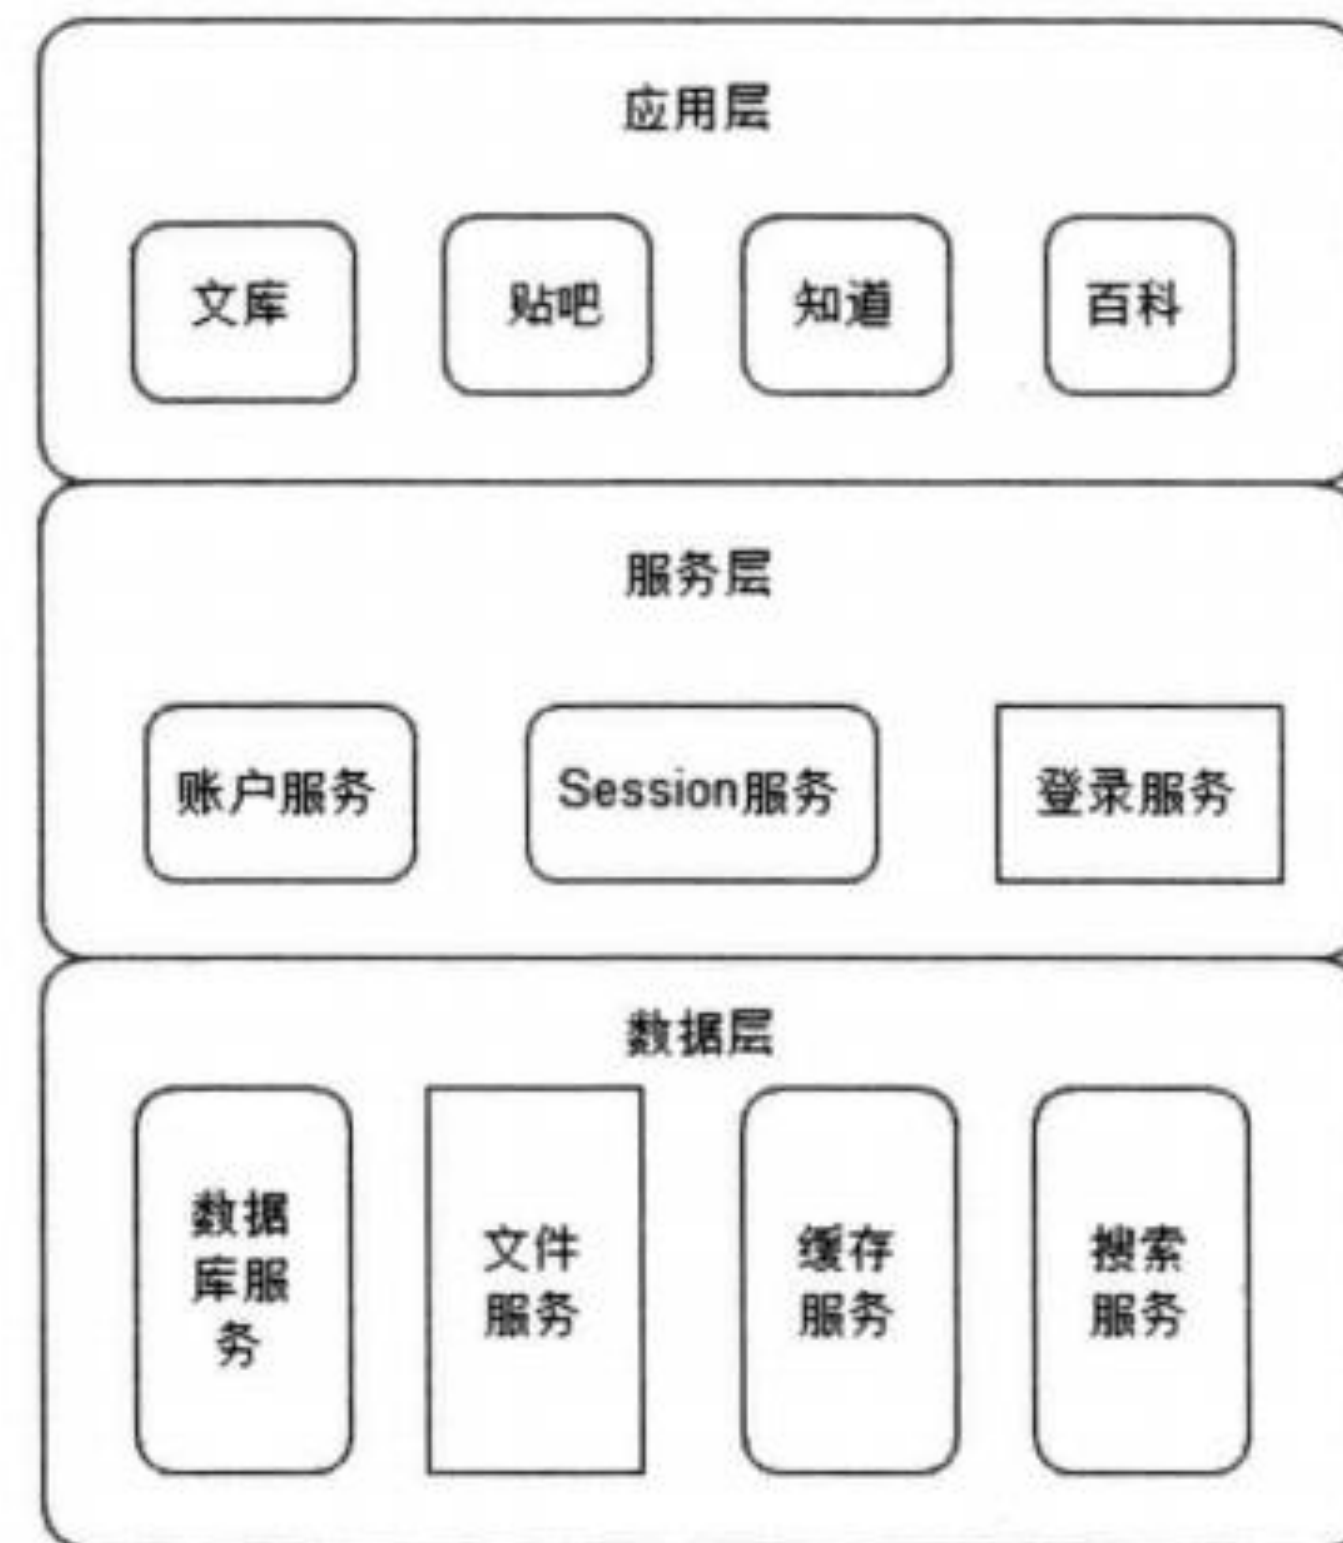 应用层
文库 贴吧 知道 百科
服务层
账户服务 Session服务 登录服务
数据层
数据
库服
务
文件
服务
缓存
服务
搜索
服务